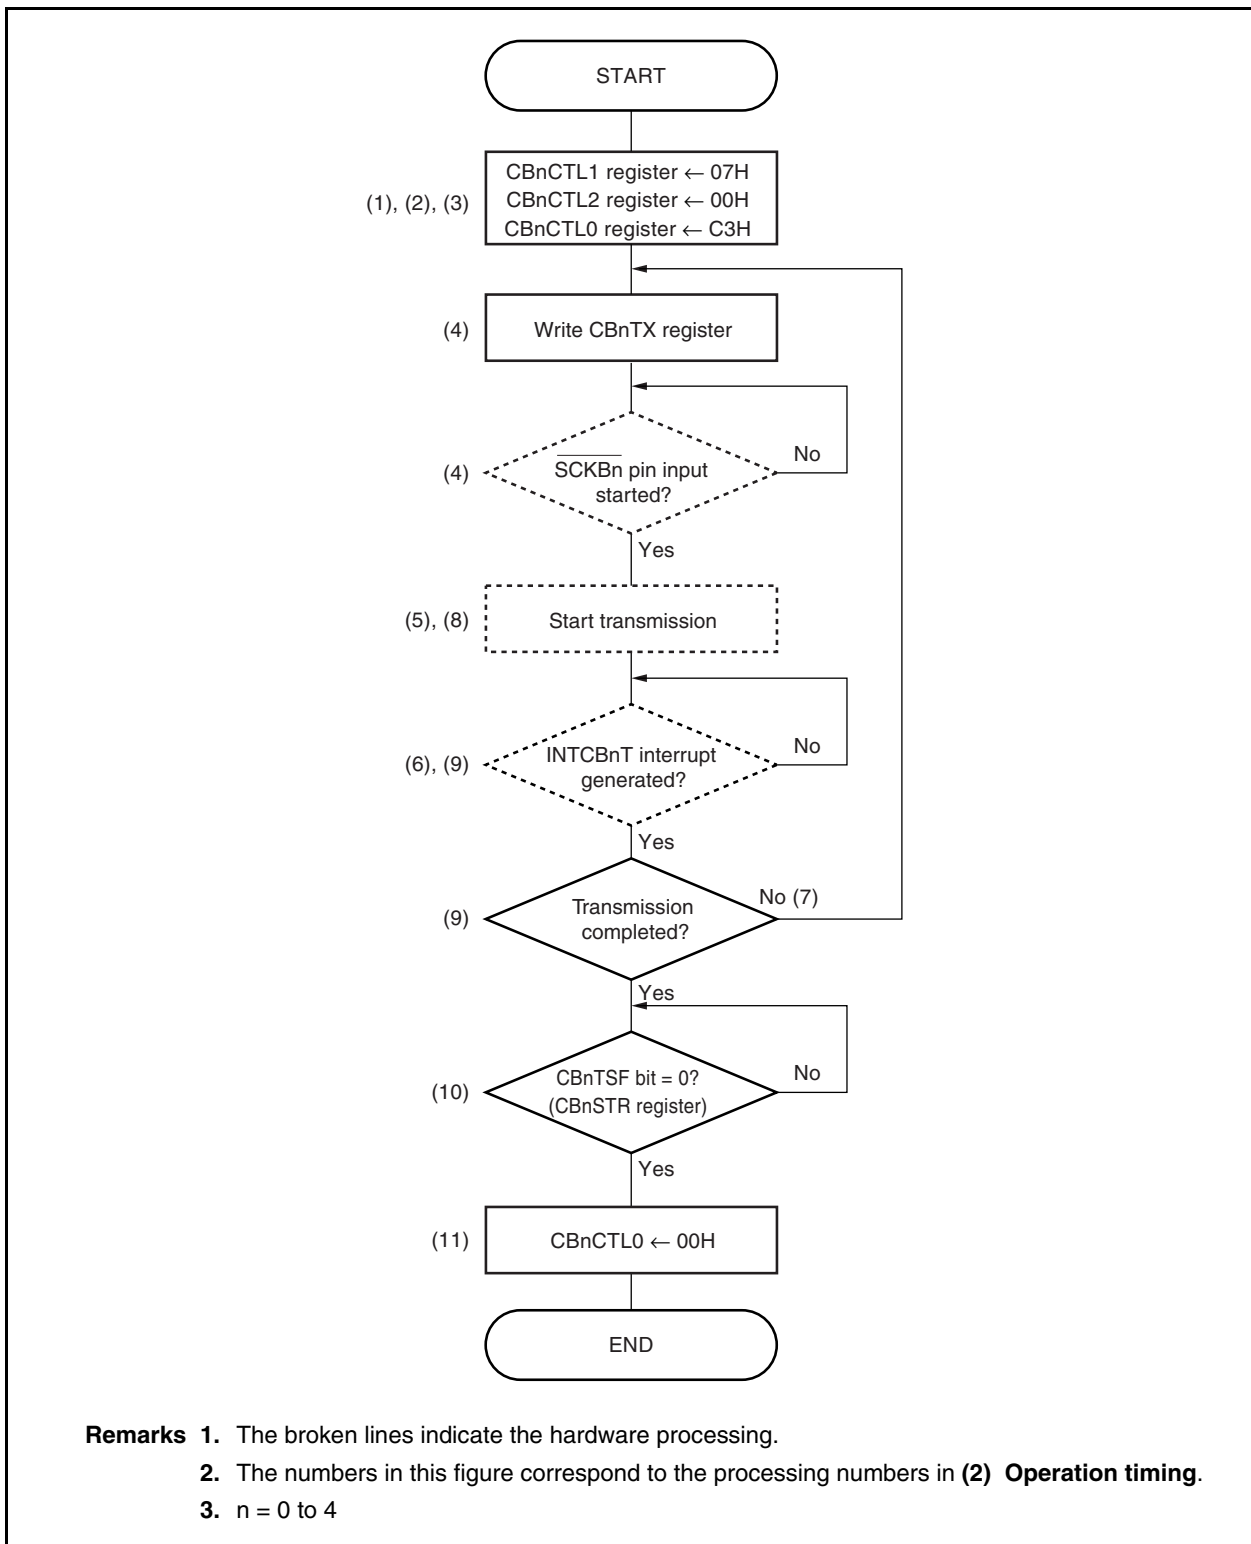 START
CBnCTL1 register ← 07H
(1), (2), (3)
CBnCTL2 register ← 00H
CBnCTL0 register ← C3H
(4)
Write CBnTX register
(4)
SCKBn pin input
started?
No
Yes
(5), (8)
Start transmission
(6), (9)
INTCBnT interrupt
generated?
No
Yes
(9)
Transmission
completed?
No (7)
Yes
(10)
CBnTSF bit = 0?
(CBnSTR register)
No
Yes
(11)
CBnCTL0 ← 00H
END
Remarks 1. The broken lines indicate the hardware processing.
2. The numbers in this figure correspond to the processing numbers in (2) Operation timing.
3. n = 0 to 4